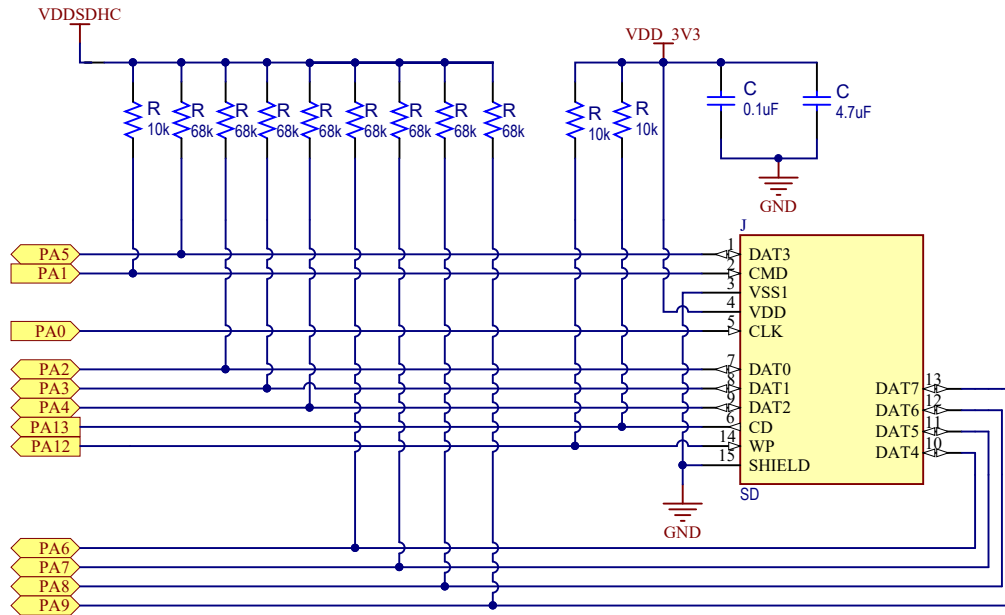 VDDSDHC
VDD_3V3
R
10k
R
68k
R
68k
R
68k
R
68k
R
68k
R
68k
R
68k
R
68k
R
10k
R
10k
C
0.1uF
C
4.7uF
GND
J
PA5
1
DAT3
PA1
2
CMD
3
VSS1
4
VDD
PA0
5
CLK
PA2
7
DAT0
PA3
8
DAT1
DAT7
13
PA4
9
DAT2
DAT6
12
PA13
6
CD
DAT5
11
PA12
14
WP
DAT4
10
15
SHIELD
SD
GND
PA6
PA7
PA8
PA9